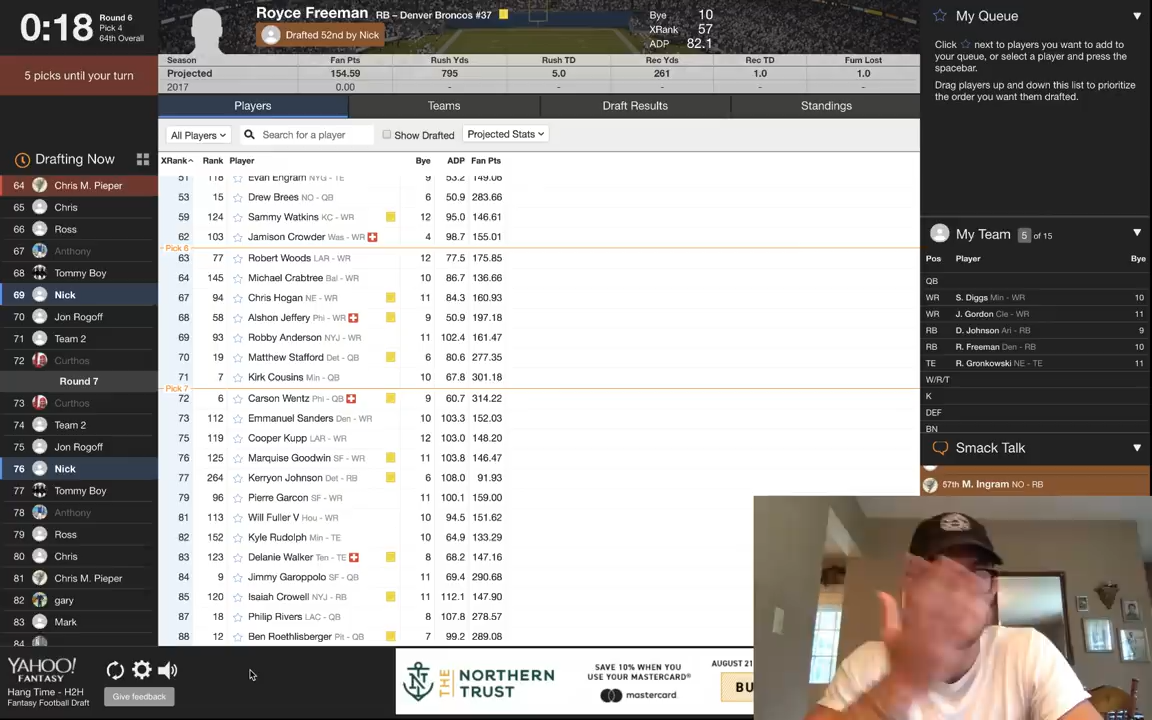 0:18
Round 6
Pick 4
64th Overall
5 picks until your turn
Royce Freeman RB – Denver Broncos #37
Drafted 52nd by Nick
Bye 10
XRank 57
ADP 82.1
Season Fan Pts Rush Yds Rush TD Rec Yds Rec TD Fum Lost
Projected 154.59 795 5.0 261 1.0 1.0
2017 0.00 - - - - -
Players Teams Draft Results Standings
All Players Search for a player Show Drafted Projected Stats
Drafting Now
64 Chris M. Pieper
65 Chris
66 Ross
67 Anthony
68 Tommy Boy
69 Nick
70 Jon Rogoff
71 Team 2
72 Curthos
Round 7
73 Curthos
74 Team 2
75 Jon Rogoff
76 Nick
77 Tommy Boy
78 Anthony
79 Ross
80 Chris
81 Chris M. Pieper
82 gary
83 Mark
84
XRank Rank Player Bye ADP Fan Pts
51 118 Evan Engram NYG - TE 9 53.2 149.06
53 15 Drew Brees NO - QB 6 50.9 283.66
59 124 Sammy Watkins KC - WR 12 95.0 146.61
62 103 Jamison Crowder Was - WR 4 98.7 155.01
Pick 6
63 77 Robert Woods LAR - WR 12 77.5 175.85
64 145 Michael Crabtree Bal - WR 10 86.7 136.66
67 94 Chris Hogan NE - WR 11 84.3 160.93
68 58 Alshon Jeffery Phi - WR 9 50.9 197.18
69 93 Robby Anderson NYJ - WR 11 102.4 161.47
70 19 Matthew Stafford Det - QB 6 80.6 277.35
71 7 Kirk Cousins Min - QB 10 67.8 301.18
Pick 7
72 6 Carson Wentz Phi - QB 9 60.7 314.22
73 112 Emmanuel Sanders Den - WR 10 103.3 152.03
75 119 Cooper Kupp LAR - WR 12 103.0 148.20
76 125 Marquise Goodwin SF - WR 11 103.8 146.47
77 264 Kerryon Johnson Det - RB 6 108.0 91.93
79 96 Pierre Garcon SF - WR 11 100.1 159.00
81 113 Will Fuller V Hou - WR 10 94.5 151.62
82 152 Kyle Rudolph Min - TE 10 64.9 133.29
83 123 Delanie Walker Ten - TE 8 68.2 147.16
84 9 Jimmy Garoppolo SF - QB 11 69.4 290.68
85 120 Isaiah Crowell NYJ - RB 11 112.1 147.90
87 18 Philip Rivers LAC - QB 8 107.8 278.57
88 12 Ben Roethlisberger Pit - QB 7 99.2 289.08
My Queue
Click next to players you want to add to
your queue, or select a player and press the
spacebar.
Drag players up and down this list to prioritize
the order you want them drafted.
My Team 5 of 15
Pos Player Bye
QB
WR S. Diggs Min - WR 10
WR J. Gordon Cle - WR 11
RB D. Johnson Ari - RB 9
RB R. Freeman Den - RB 10
TE R. Gronkowski NE - TE 11
W/R/T
K
DEF
BN
Smack Talk
57th M. Ingram NO - RB
YAHOO!
FANTASY
Hang Time - H2H
Fantasy Football Draft
Give feedback
THE NORTHERN
TRUST
SAVE 10% WHEN YOU
USE YOUR MASTERCARD®
mastercard
AUGUST 21
BU